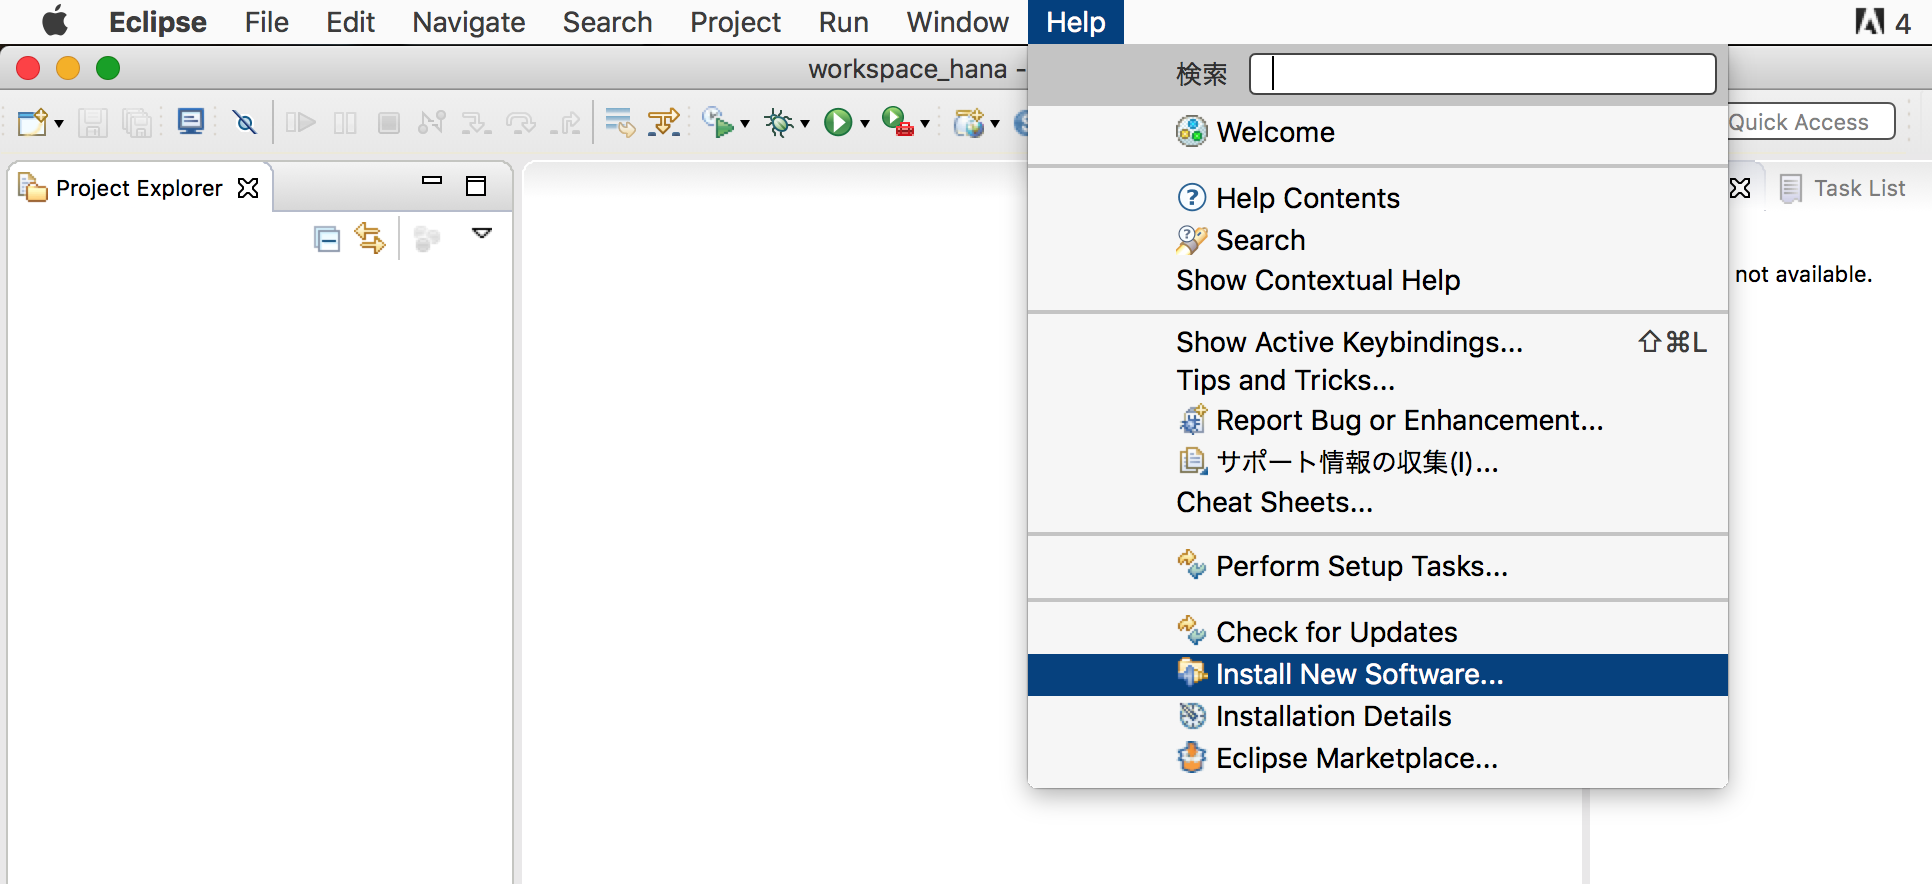 Eclipse File Edit Navigate Search Project Run Window Help 4
workspace_hana -
検索
Quick Access
Welcome
Project Explorer
Task List
Help Contents
Search
Show Contextual Help
not available.
Show Active Keybindings... ⇧⌘L
Tips and Tricks...
Report Bug or Enhancement...
サポート情報の収集(I)...
Cheat Sheets...
Perform Setup Tasks...
Check for Updates
Install New Software...
Installation Details
Eclipse Marketplace...